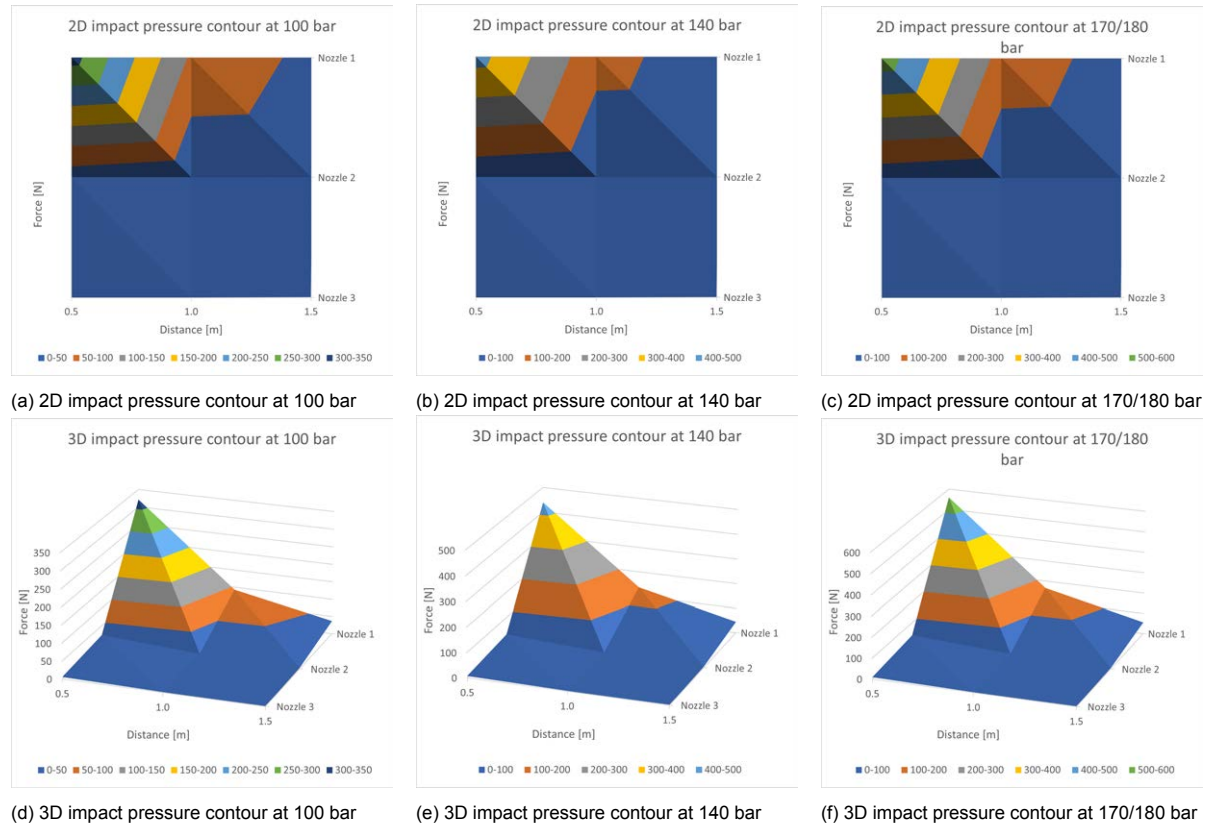 2D impact pressure contour at 100 bar
Nozzle 1
Nozzle 2
Nozzle 3
Force [N]
0.5 1.0 1.5
Distance [m]
0-50 50-100 100-150 150-200 200-250 250-300 300-350
(a) 2D impact pressure contour at 100 bar
2D impact pressure contour at 140 bar
Nozzle 1
Nozzle 2
Nozzle 3
Force [N]
0.5 1.0 1.5
Distance [m]
0-100 100-200 200-300 300-400 400-500
(b) 2D impact pressure contour at 140 bar
2D impact pressure contour at 170/180
bar
Nozzle 1
Nozzle 2
Nozzle 3
Force [N]
0.5 1.0 1.5
Distance [m]
0-100 100-200 200-300 300-400 400-500 500-600
(c) 2D impact pressure contour at 170/180 bar
3D impact pressure contour at 100 bar
350
300
250
200
150
100
50
0
Force [N]
Nozzle 1
Nozzle 2
Nozzle 3
0.5 1.0 1.5
Distance [m]
0-50 50-100 100-150 150-200 200-250 250-300 300-350
(d) 3D impact pressure contour at 100 bar
3D impact pressure contour at 140 bar
500
400
300
200
100
0
Force [N]
Nozzle 1
Nozzle 2
Nozzle 3
0.5 1.0 1.5
Distance [m]
0-100 100-200 200-300 300-400 400-500
(e) 3D impact pressure contour at 140 bar
3D impact pressure contour at 170/180
bar
600
500
400
300
200
100
0
Force [N]
Nozzle 1
Nozzle 2
Nozzle 3
0.5 1.0 1.5
Distance [m]
0-100 100-200 200-300 300-400 400-500 500-600
(f) 3D impact pressure contour at 170/180 bar